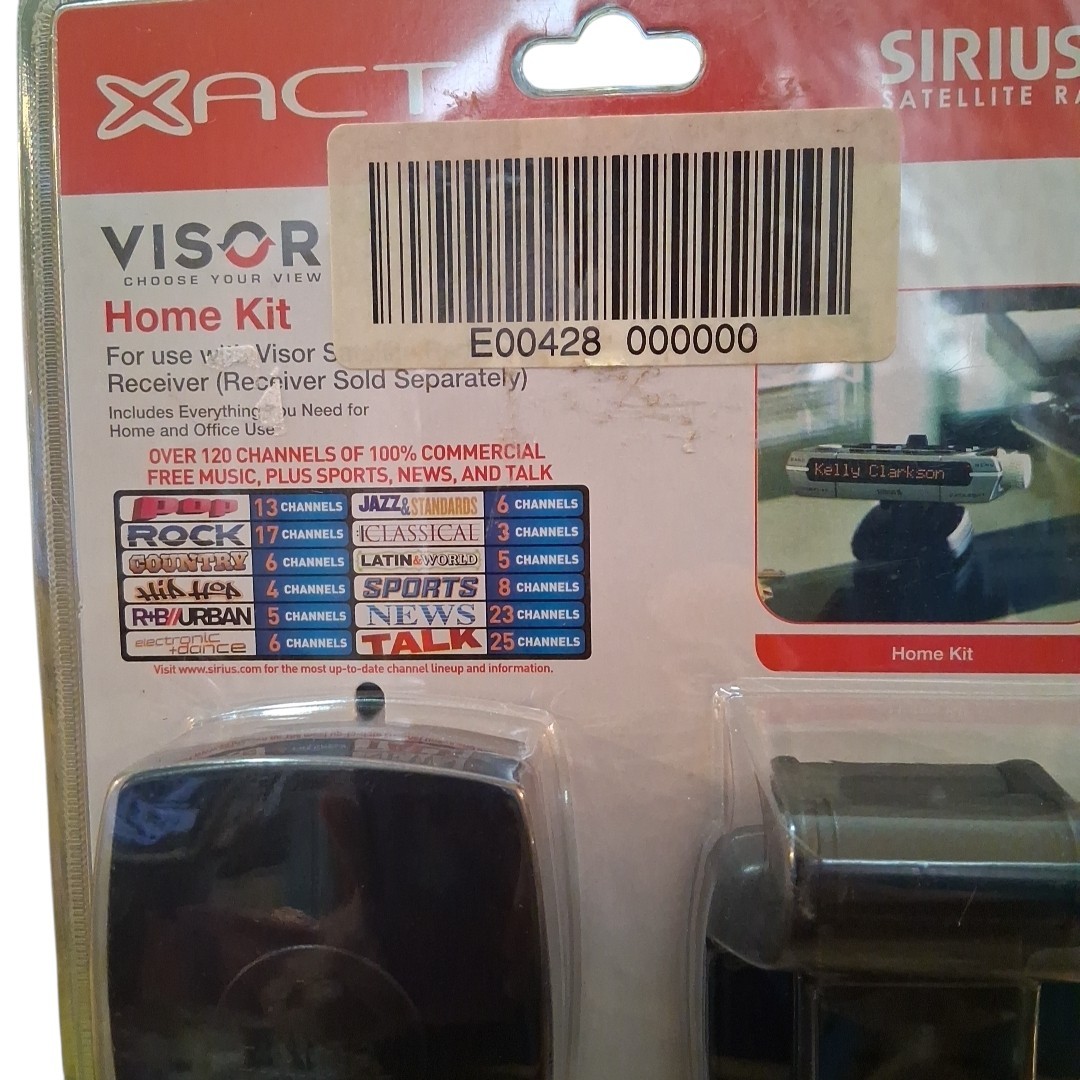 XACT
SIRIUS
SATELLITE
E00428 000000
VISOR
CHOOSE YOUR VIEW
Home Kit
For use with Visor
Receiver (Receiver Sold Separately)
Includes Everything You Need for
Home and Office Use
OVER 120 CHANNELS OF 100% COMMERCIAL
FREE MUSIC, PLUS SPORTS, NEWS, AND TALK
pop 13 CHANNELS JAZZ & STANDARDS 6 CHANNELS
ROCK 17 CHANNELS CLASSICAL 3 CHANNELS
COUNTRY 6 CHANNELS LATIN & WORLD 5 CHANNELS
HIP HOP 4 CHANNELS SPORTS 8 CHANNELS
R+B//URBAN 5 CHANNELS NEWS 23 CHANNELS
electronic +dance 6 CHANNELS TALK 25 CHANNELS
Visit www.sirius.com for the most up-to-date channel lineup and information.
Kelly Clarkson
SIRIUS
Home Kit